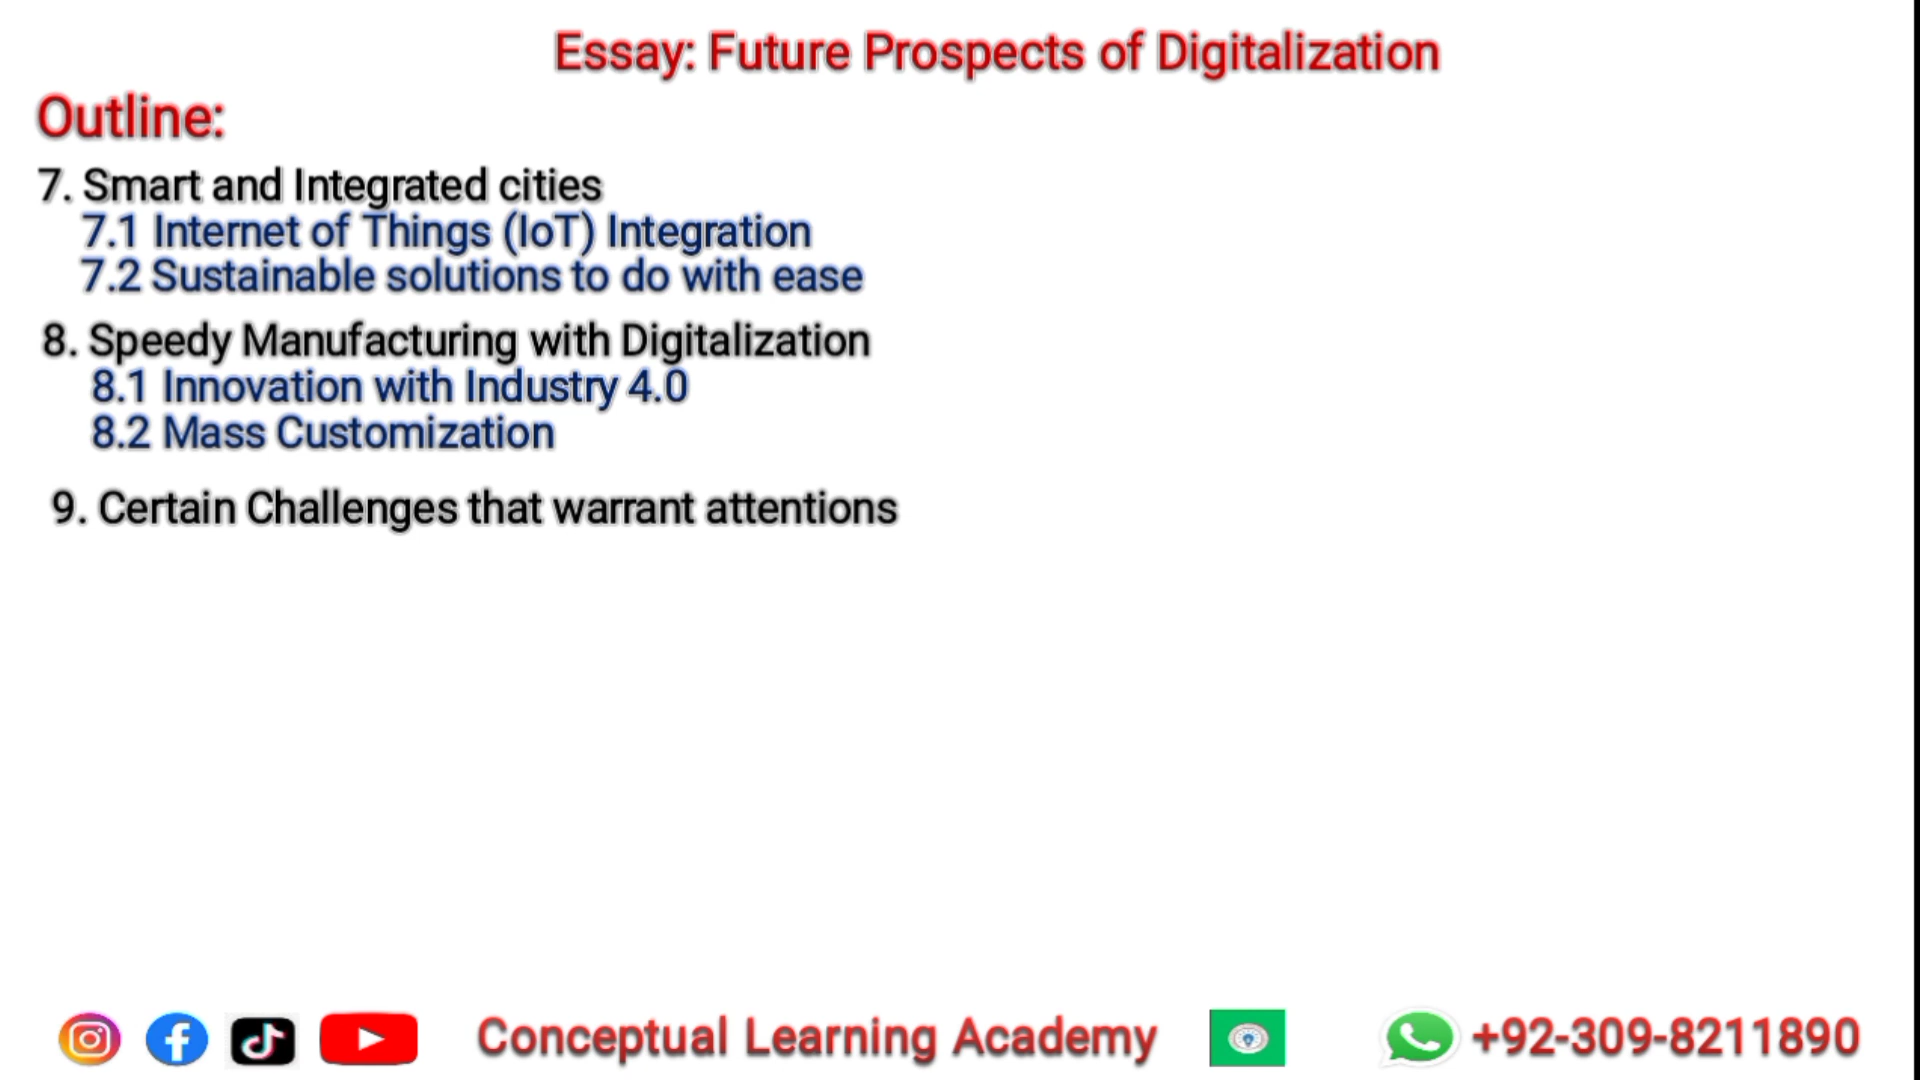 Essay: Future Prospects of Digitalization
Outline:
7. Smart and Integrated cities
7.1 Internet of Things (IoT) Integration
7.2 Sustainable solutions to do with ease
8. Speedy Manufacturing with Digitalization
8.1 Innovation with Industry 4.0
8.2 Mass Customization
9. Certain Challenges that warrant attentions
Conceptual Learning Academy +92-309-8211890